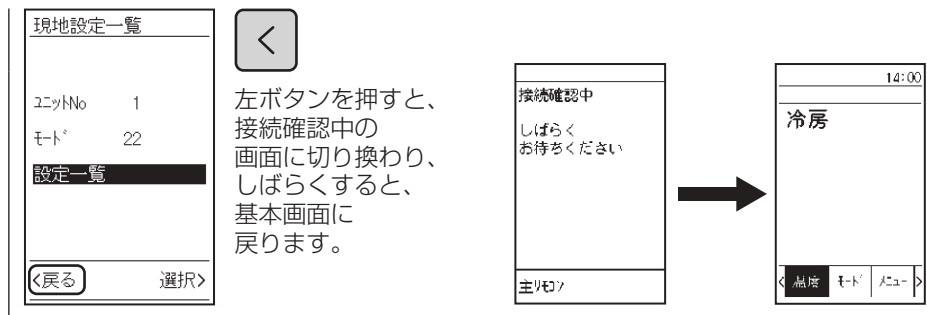 現地設定一覧
ﾕﾆｯﾄNo 1
ﾓｰﾄﾞ 22
設定一覧
<戻る 選択>
<
左ボタンを押すと、
接続確認中の
画面に切り換わり、
しばらくすると、
基本画面に
戻ります。
接続確認中
しばらく
お待ちください
主ﾘﾓｺﾝ
14:00
冷房
< 温度 ﾓｰﾄﾞ ﾒﾆｭｰ >